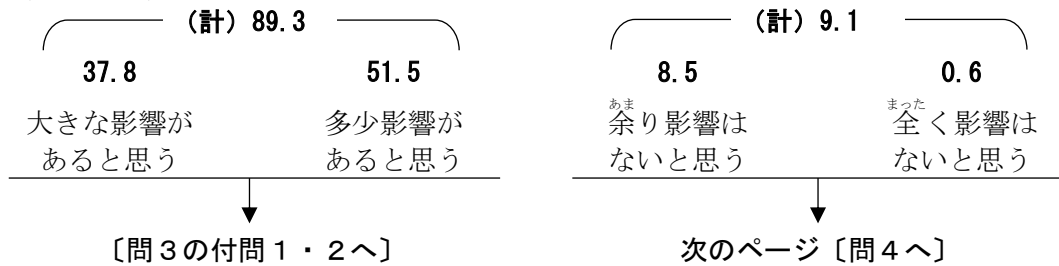 (計) 89.3 (計) 9.1
37.8 51.5 8.5 0.6
あま まった
大きな影響が 多少影響が 余り影響は 全く影響は
あると思う あると思う ないと思う ないと思う
〔問3の付問1・2へ〕 次のページ〔問4へ〕